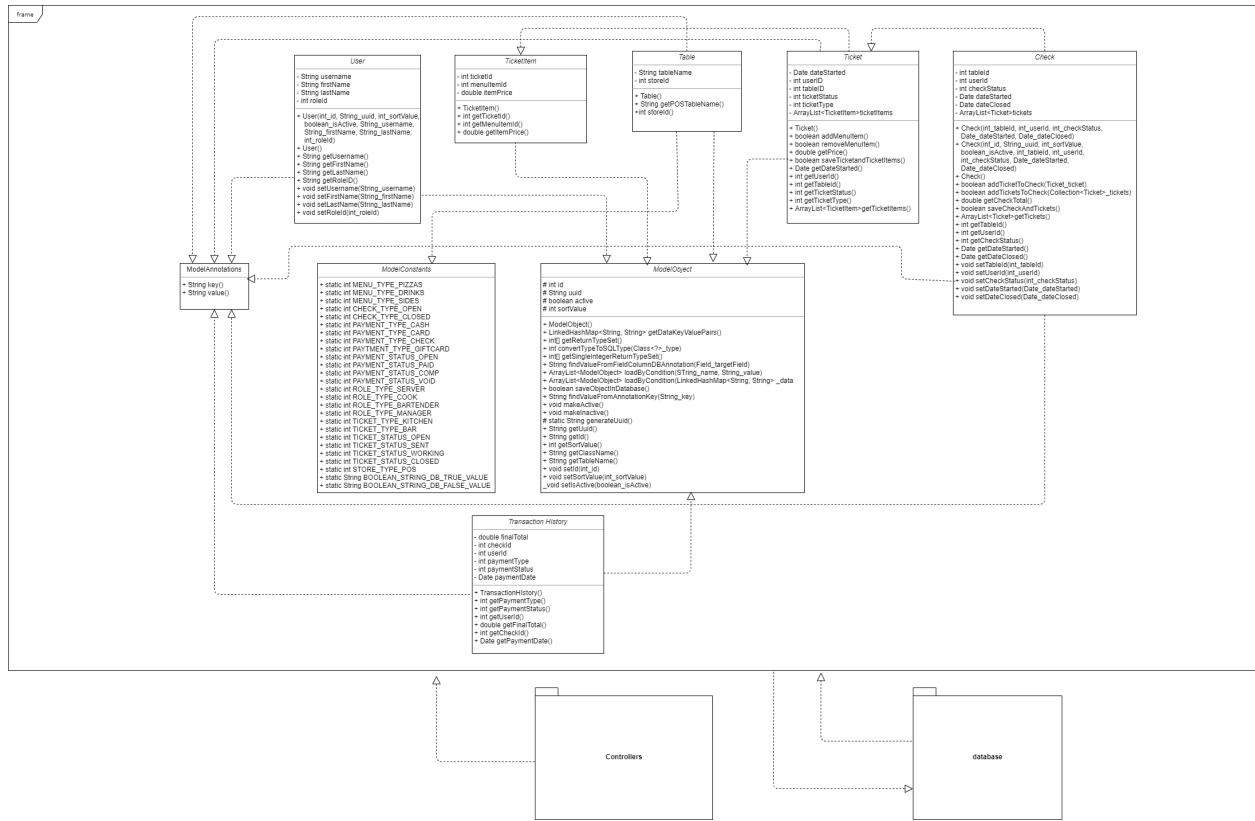 frame
User
- String username
- String firstName
- String lastName
- int roleId
+ User(int_id, String_uuid, int_sortValue,
boolean_isActive, String_username,
String_firstName, String_lastName,
int_roleId)
+ User()
+ String getUsername()
+ String getFirstName()
+ String getLastName()
+ String getRoleID()
+ void setUsername(String_username)
+ void setFirstName(String_firstName)
+ void setLastName(String_lastName)
+ void setRoleId(int_roleId)
TicketItem
- int ticketId
- int menuItemId
- double itemPrice
+ TicketItem()
+ int getTicketId()
+ int getMenuItemId()
+ double getItemPrice()
Table
- String tableName
- int storeId
+ Table()
+ String getPOSTableName()
+int storeId()
Ticket
- Date dateStarted
- int userID
- int tableID
- int ticketStatus
- int ticketType
- ArrayList<TicketItem>ticketItems
+ Ticket()
+ boolean addMenuItem()
+ boolean removeMenuItem()
+ double getPrice()
+ boolean saveTicketandTicketItems()
+ Date getDateStarted()
+ int getUserId()
+ int getTableId()
+ int getTicketStatus()
+ int getTicketType()
+ ArrayList<TicketItem>getTicketItems()
Check
- int tableId
- int userId
- int checkStatus
- Date dateStarted
- Date dateClosed
- ArrayList<Ticket>tickets
+ Check(int_tableId, int_userId, int_checkStatus,
Date_dateStarted, Date_dateClosed)
+ Check(int_id, String_uuid, int_sortValue,
boolean_isActive, int_tableId, int_userId,
int_checkStatus, Date_dateStarted,
Date_dateClosed)
+ Check()
+ boolean addTicketToCheck(Ticket_ticket)
+ boolean addTicketsToCheck(Collection<Ticket>_tickets)
+ double getCheckTotal()
+ boolean saveCheckAndTickets()
+ ArrayList<Ticket>getTickets()
+ int getTableId()
+ int getUserId()
+ int getCheckStatus()
+ Date getDateStarted()
+ Date getDateClosed()
+ void setTableId(int_tableId)
+ void setUserId(int_userId)
+ void setCheckStatus(int_checkStatus)
+ void setDateStarted(Date_dateStarted)
+ void setDateClosed(Date_dateClosed)
ModelAnnotations
+ String key()
+ String value()
ModelConstants
+ static int MENU_TYPE_PIZZAS
+ static int MENU_TYPE_DRINKS
+ static int MENU_TYPE_SIDES
+ static int CHECK_TYPE_OPEN
+ static int CHECK_TYPE_CLOSED
+ static int PAYMENT_TYPE_CASH
+ static int PAYMENT_TYPE_CARD
+ static int PAYMENT_TYPE_CHECK
+ static int PAYTMENT_TYPE_GIFTCARD
+ static int PAYMENT_STATUS_OPEN
+ static int PAYMENT_STATUS_PAID
+ static int PAYMENT_STATUS_COMP
+ static int PAYMENT_STATUS_VOID
+ static int ROLE_TYPE_SERVER
+ static int ROLE_TYPE_COOK
+ static int ROLE_TYPE_BARTENDER
+ static int ROLE_TYPE_MANAGER
+ static int TICKET_TYPE_KITCHEN
+ static int TICKET_TYPE_BAR
+ static int TICKET_STATUS_OPEN
+ static int TICKET_STATUS_SENT
+ static int TICKET_STATUS_WORKING
+ static int TICKET_STATUS_CLOSED
+ static int STORE_TYPE_POS
+ static String BOOLEAN_STRING_DB_TRUE_VALUE
+ static String BOOLEAN_STRING_DB_FALSE_VALUE
ModelObject
# int id
# String uuid
# boolean active
# int sortValue
+ ModelObject()
+ LinkedHashMap<String, String> getDataKeyValuePairs()
+ int[] getReturnTypeSet()
+ int convertTypeToSQLType(Class<?>_type)
+ int[] getSingleIntegerReturnTypeSet()
+ String findValueFromFieldColumnDBAnnotation(Field_targetField)
+ ArrayList<ModelObject> loadByCondition(STring_name, String_value)
+ ArrayList<ModelObject> loadByCondition(LinkedHashMap<String, String> _data
+ boolean saveObjectInDatabase()
+ String findValueFromAnnotationKey(String_key)
+ void makeActive()
+ void makeInactive()
# static String generateUuid()
+ String getUuid()
+ String getId()
+ int getSortValue()
+ String getClassName()
+ String getTableName()
+ void setId(int_id)
+ void setSortValue(int_sortValue)
_void setIsActive(boolean_isActive)
Transaction HIstory
- double finalTotal
- int checkId
- int userId
- int paymentType
- int paymentStatus
- Date paymentDate
+ TransactionHIstory()
+ int getPaymentType()
+ int getPaymentStatus()
+ int getUserId()
+ double getFinalTotal()
+ int getCheckId()
+ Date getPaymentDate()
Controllers
database